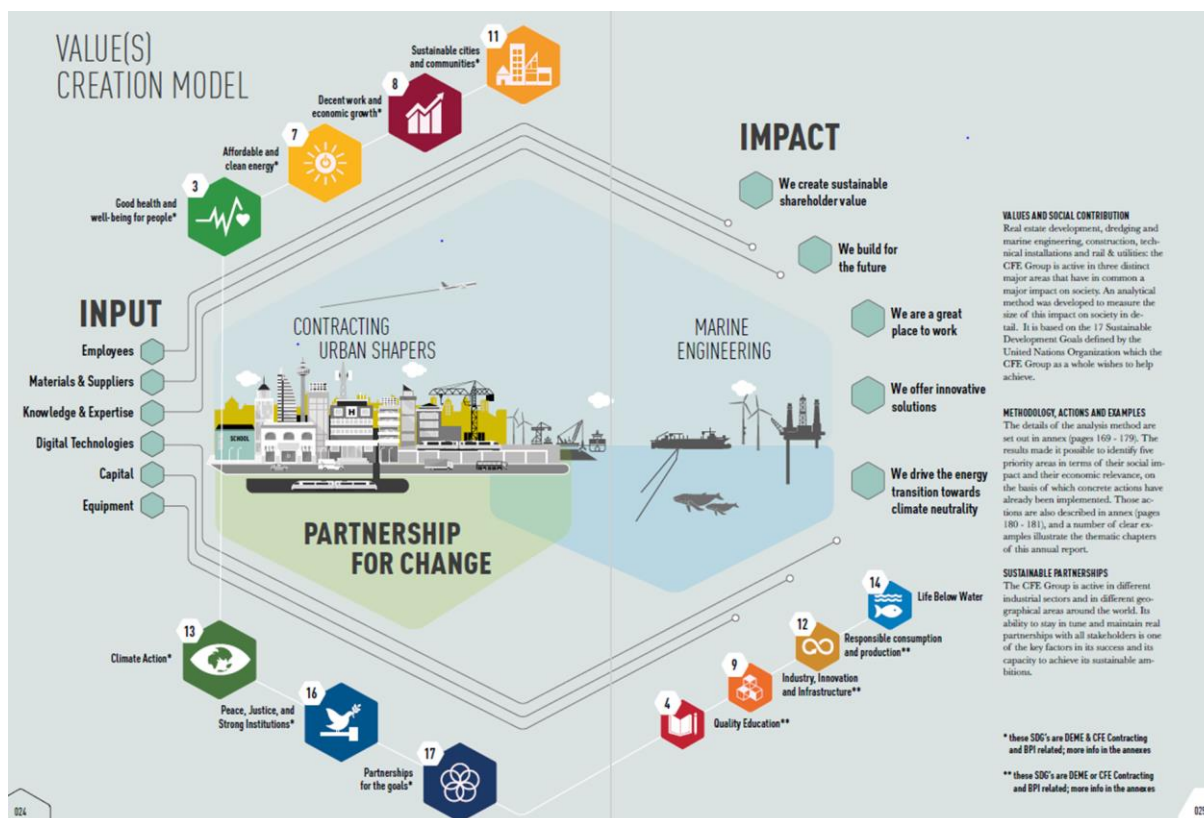 VALUE(S)
CREATION MODEL
11
Sustainable cities
and communities*
8
Decent work and
economic growth*
7
Affordable and
clean energy*
3
Good health and
well-being for people*
INPUT
Employees
Materials & Suppliers
Knowledge & Expertise
Digital Technologies
Capital
Equipment
CONTRACTING
URBAN SHAPERS
MARINE
ENGINEERING
H
SCHOOL
PARTNERSHIP
FOR CHANGE
13
Climate Action*
16
Peace, Justice, and
Strong Institutions*
17
Partnerships
for the goals*
4
Quality Education**
9
Industry, Innovation
and Infrastructure**
12
Responsible consumption
and production**
14
Life Below Water
IMPACT
We create sustainable
shareholder value
We build for
the future
We are a great
place to work
We offer innovative
solutions
We drive the energy
transition towards
climate neutrality
VALUES AND SOCIAL CONTRIBUTION
Real estate development, dredging and
marine engineering, construction, tech-
nical installations and rail & utilities: the
CFE Group is active in three distinct
major areas that have in common a
major impact on society. An analytical
method was developed to measure the
size of this impact on society in de-
tail. It is based on the 17 Sustainable
Development Goals defined by the
United Nations Organization which the
CFE Group as a whole wishes to help
achieve.
METHODOLOGY, ACTIONS AND EXAMPLES
The details of the analysis method are
set out in annex (pages 169 - 179). The
results made it possible to identify five
priority areas in terms of their social im-
pact and their economic relevance, on
the basis of which concrete actions have
already been implemented. Those ac-
tions are also described in annex (pages
180 - 181), and a number of clear ex-
amples illustrate the thematic chapters
of this annual report.
SUSTAINABLE PARTNERSHIPS
The CFE Group is active in different
industrial sectors and in different geo-
graphical areas around the world. Its
ability to stay in tune and maintain real
partnerships with all stakeholders is one
of the key factors in its success and its
capacity to achieve its sustainable am-
bitions.
* these SDG's are DEME & CFE Contracting
and BPI related; more info in the annexes
** these SDG's are DEME or CFE Contracting
and BPI related; more info in the annexes
024
025